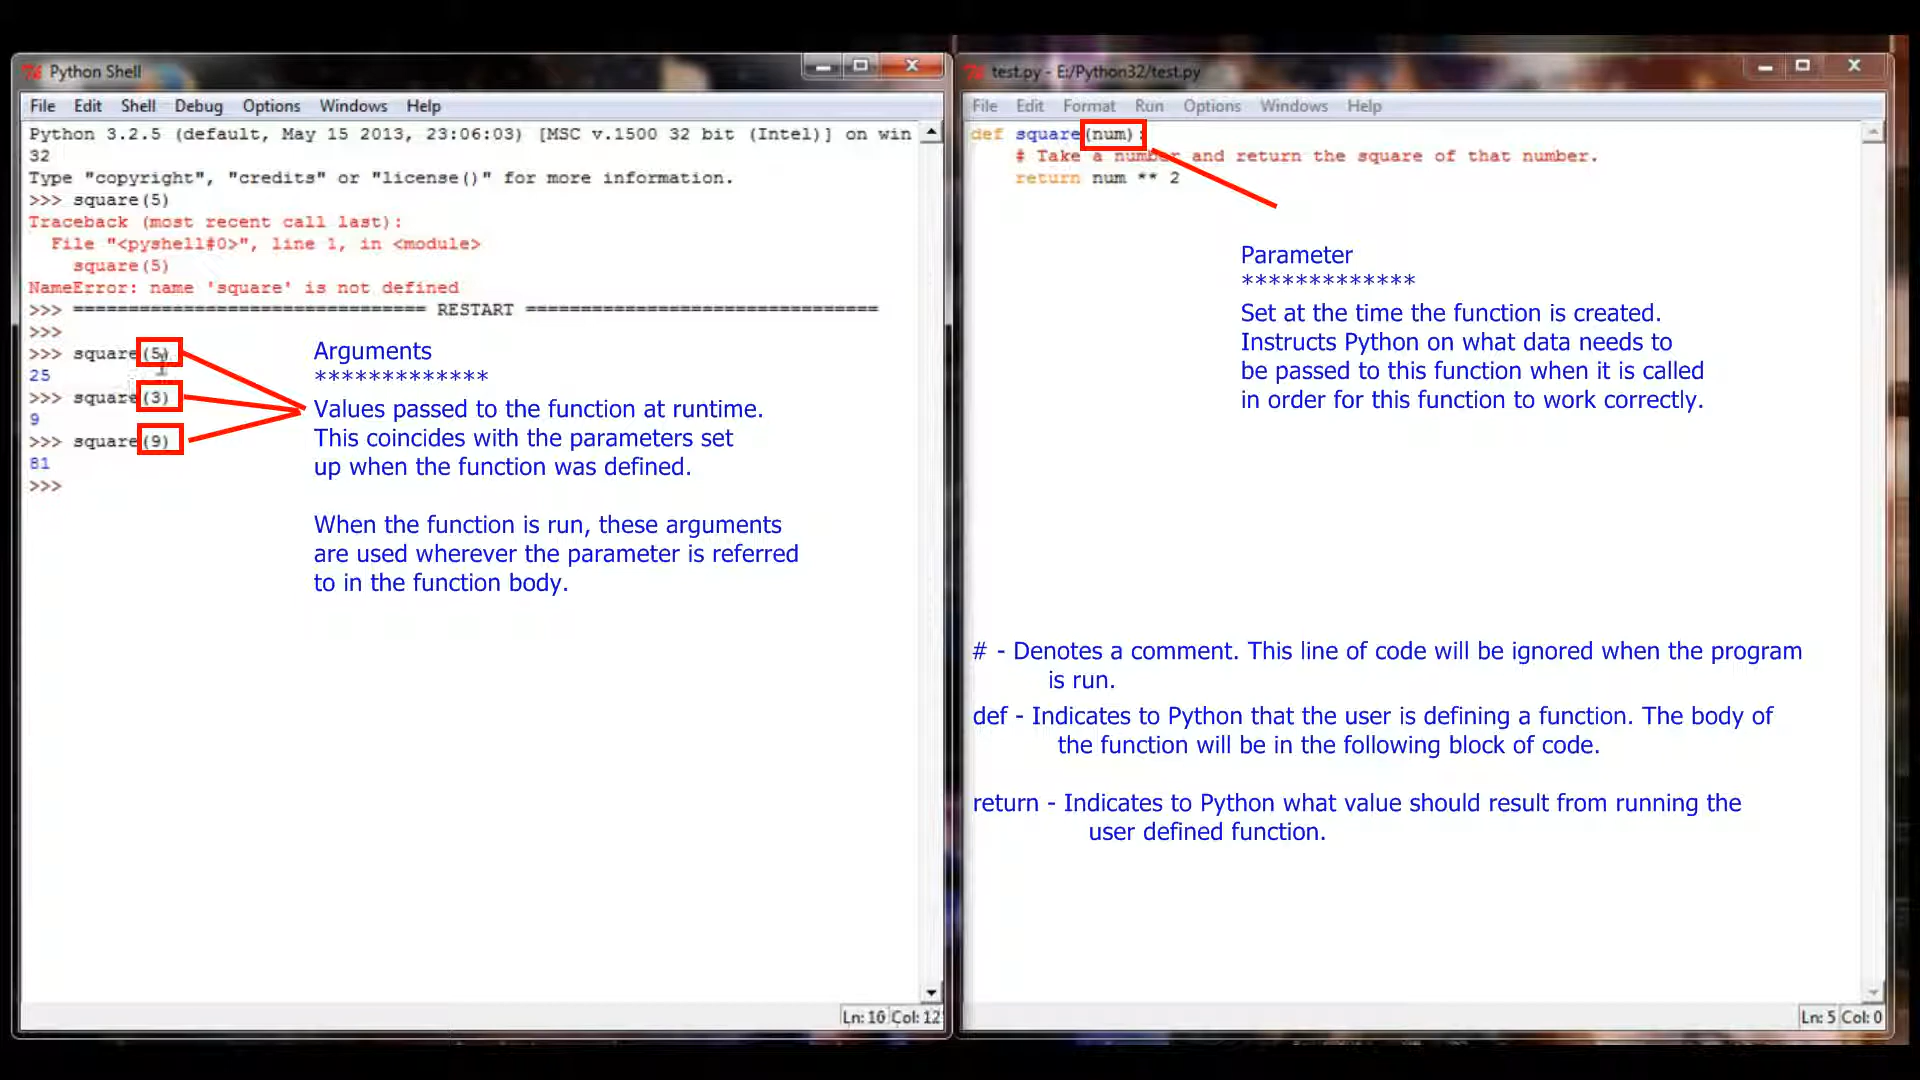 Python Shell
File Edit Shell Debug Options Windows Help
Python 3.2.5 (default, May 15 2013, 23:06:03) [MSC v.1500 32 bit (Intel)] on win
32
Type "copyright", "credits" or "license()" for more information.
>>> square(5)
Traceback (most recent call last):
  File "<pyshell#0>", line 1, in <module>
    square(5)
NameError: name 'square' is not defined
>>> ================================ RESTART ================================
>>>
>>> square(5)
25
>>> square(3)
9
>>> square(9)
81
>>>
Arguments
*************
Values passed to the function at runtime.
This coincides with the parameters set
up when the function was defined.
When the function is run, these arguments
are used wherever the parameter is referred
to in the function body.
Ln: 10 Col: 12
test.py - E:/Python32/test.py
File Edit Format Run Options Windows Help
def square(num):
    # Take a number and return the square of that number.
    return num ** 2
Parameter
*************
Set at the time the function is created.
Instructs Python on what data needs to
be passed to this function when it is called
in order for this function to work correctly.
# - Denotes a comment. This line of code will be ignored when the program
is run.
def - Indicates to Python that the user is defining a function. The body of
the function will be in the following block of code.
return - Indicates to Python what value should result from running the
user defined function.
Ln: 5 Col: 0